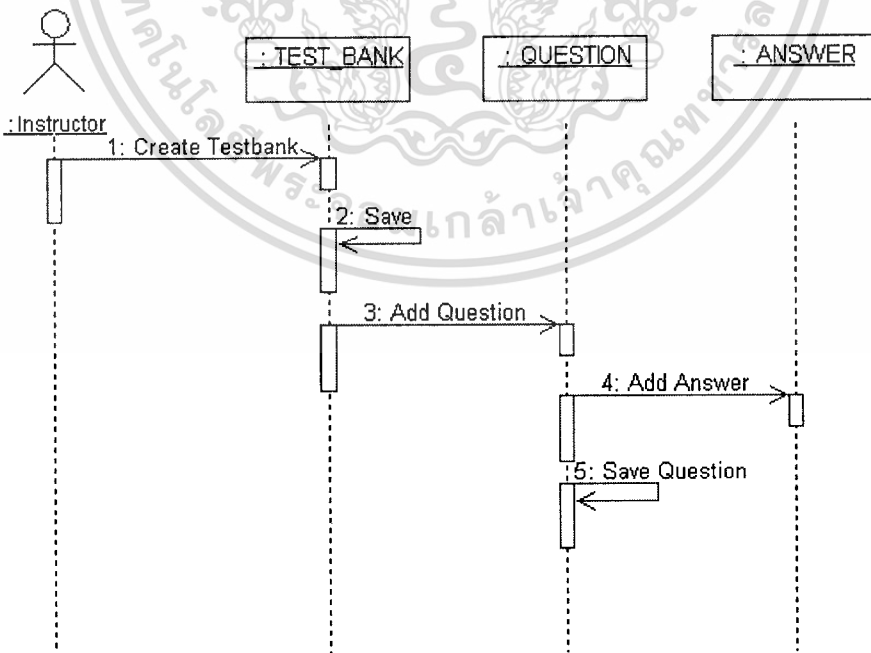 : TEST_BANK
: QUESTION
: ANSWER
:Instructor
1: Create Testbank
2: Save
3: Add Question
4: Add Answer
5: Save Question